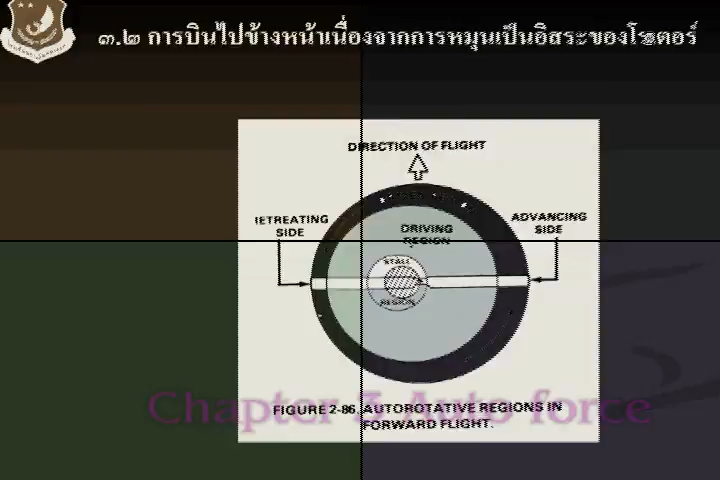 ๓.๒ การบินไปข้างหน้าเนื่องจากการหมุนเป็นอิสระของโรเตอร์
DIRECTION OF FLIGHT
RETREATING
SIDE
DRIVING
REGION
ADVANCING
SIDE
STALL
REGION
Chapter 3 Auto force
FIGURE 2-86. AUTOROTATIVE REGIONS IN
FORWARD FLIGHT.